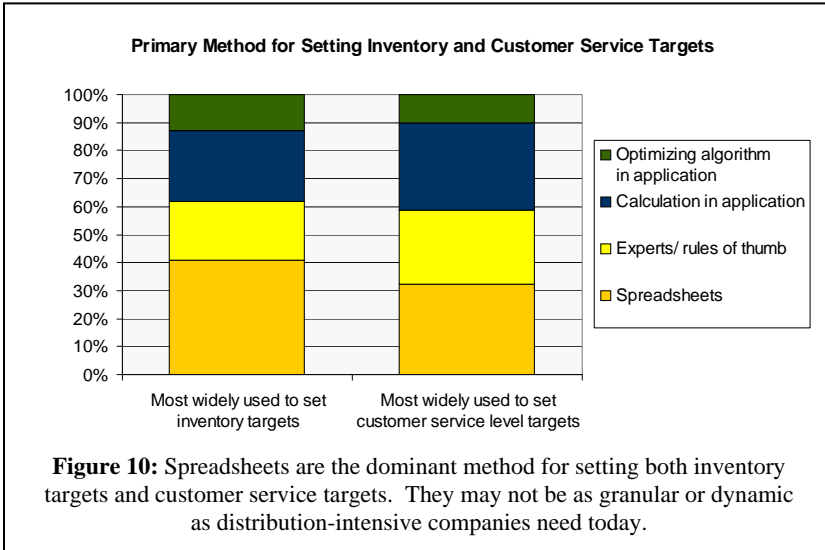 Primary Method for Setting Inventory and Customer Service Targets
100%
90%
80%
70%
60%
50%
40%
30%
20%
10%
0%
Most widely used to set
inventory targets
Most widely used to set
customer service level targets
Optimizing algorithm
in application
Calculation in application
Experts/ rules of thumb
Spreadsheets
Figure 10: Spreadsheets are the dominant method for setting both inventory
targets and customer service targets. They may not be as granular or dynamic
as distribution-intensive companies need today.